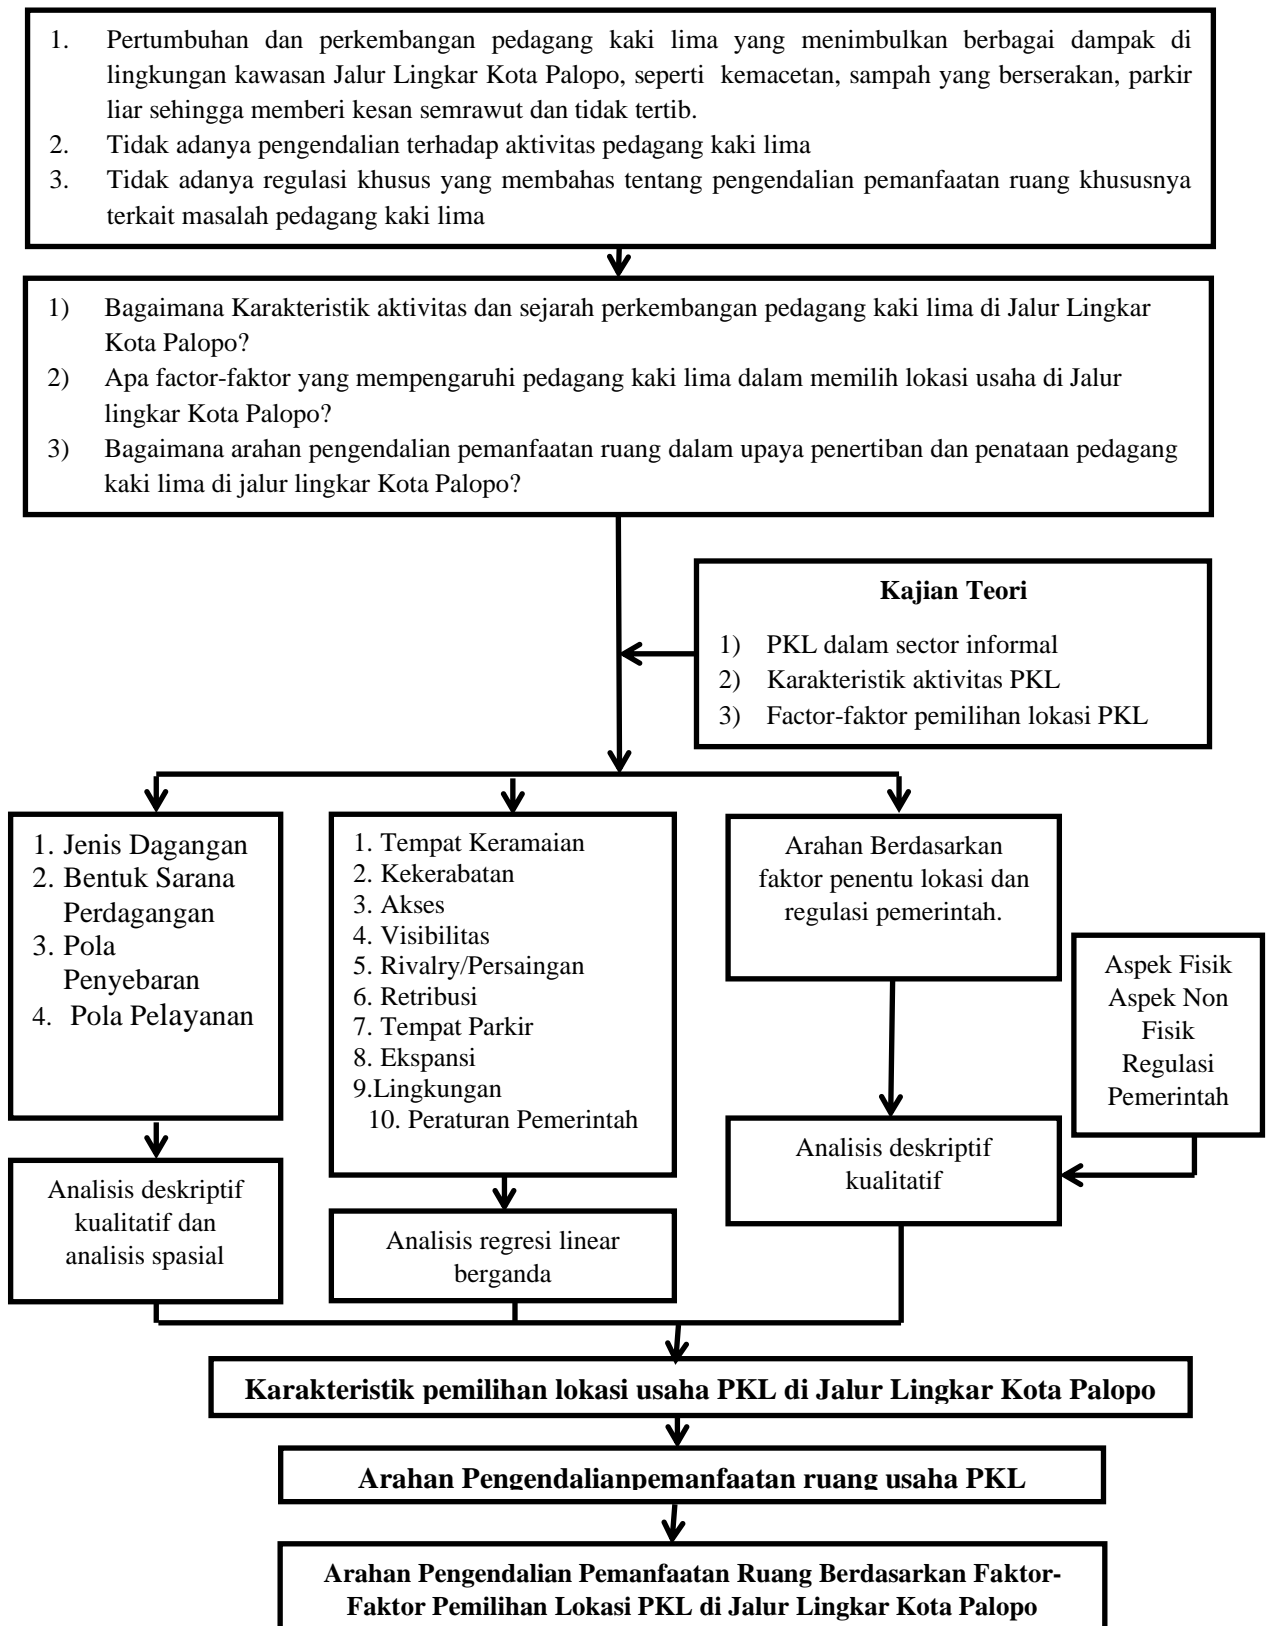 1. Pertumbuhan dan perkembangan pedagang kaki lima yang menimbulkan berbagai dampak di
lingkungan kawasan Jalur Lingkar Kota Palopo, seperti kemacetan, sampah yang berserakan, parkir
liar sehingga memberi kesan semrawut dan tidak tertib.
2. Tidak adanya pengendalian terhadap aktivitas pedagang kaki lima
3. Tidak adanya regulasi khusus yang membahas tentang pengendalian pemanfaatan ruang khususnya
terkait masalah pedagang kaki lima
1) Bagaimana Karakteristik aktivitas dan sejarah perkembangan pedagang kaki lima di Jalur Lingkar
Kota Palopo?
2) Apa factor-faktor yang mempengaruhi pedagang kaki lima dalam memilih lokasi usaha di Jalur
lingkar Kota Palopo?
3) Bagaimana arahan pengendalian pemanfaatan ruang dalam upaya penertiban dan penataan pedagang
kaki lima di jalur lingkar Kota Palopo?
Kajian Teori
1) PKL dalam sector informal
2) Karakteristik aktivitas PKL
3) Factor-faktor pemilihan lokasi PKL
1. Jenis Dagangan
2. Bentuk Sarana
Perdagangan
3. Pola
Penyebaran
4. Pola Pelayanan
1. Tempat Keramaian
2. Kekerabatan
3. Akses
4. Visibilitas
5. Rivalry/Persaingan
6. Retribusi
7. Tempat Parkir
8. Ekspansi
9.Lingkungan
10. Peraturan Pemerintah
Arahan Berdasarkan
faktor penentu lokasi dan
regulasi pemerintah.
Aspek Fisik
Aspek Non
Fisik
Regulasi
Pemerintah
Analisis deskriptif
kualitatif dan
analisis spasial
Analisis regresi linear
berganda
Analisis deskriptif
kualitatif
Karakteristik pemilihan lokasi usaha PKL di Jalur Lingkar Kota Palopo
Arahan Pengendalianpemanfaatan ruang usaha PKL
Arahan Pengendalian Pemanfaatan Ruang Berdasarkan Faktor-
Faktor Pemilihan Lokasi PKL di Jalur Lingkar Kota Palopo